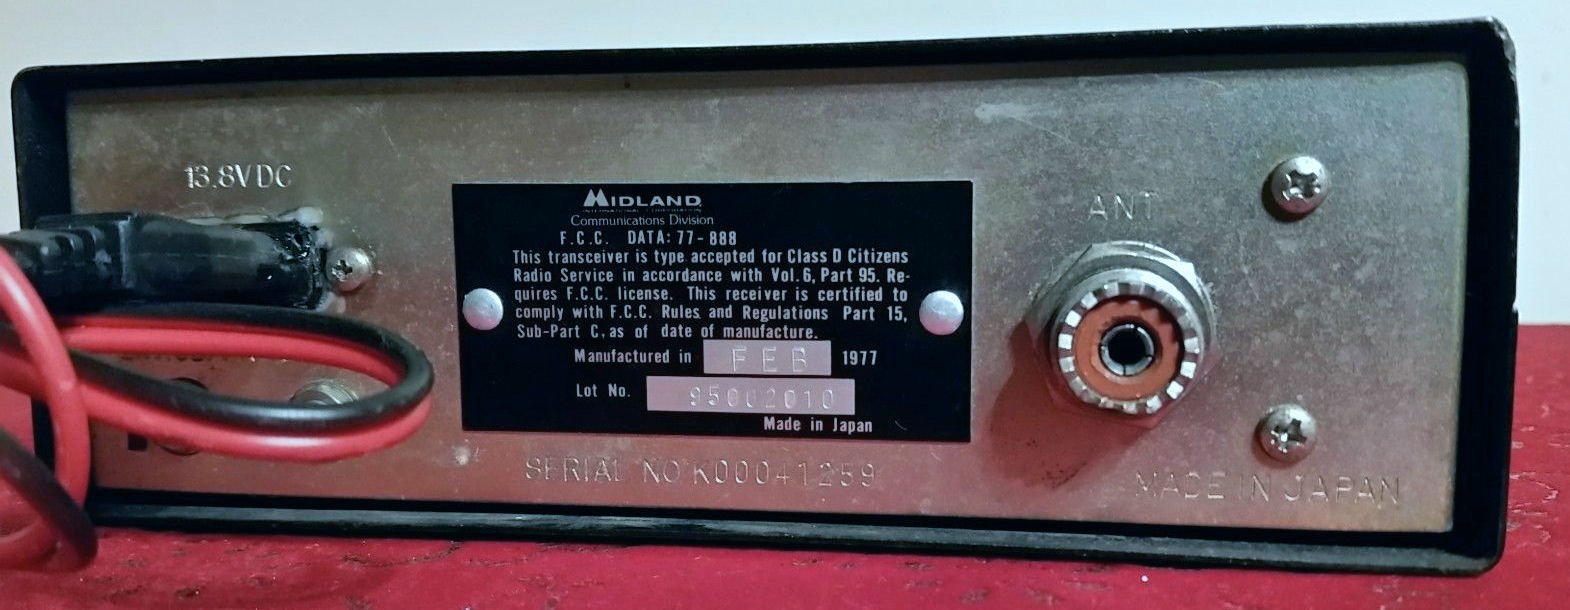 13.8VDC
MIDLAND
INTERNATIONAL CORPORATION
Communications Division
F.C.C. DATA: 77-888
This transceiver is type accepted for Class D Citizens
Radio Service in accordance with Vol. 6, Part 95. Re-
quires F.C.C. license. This receiver is certified to
comply with F.C.C. Rules and Regulations Part 15,
Sub-Part C, as of date of manufacture.
Manufactured in FEB 1977
Lot No. 95002010
Made in Japan
ANT
SERIAL NO K00041259
MADE IN JAPAN